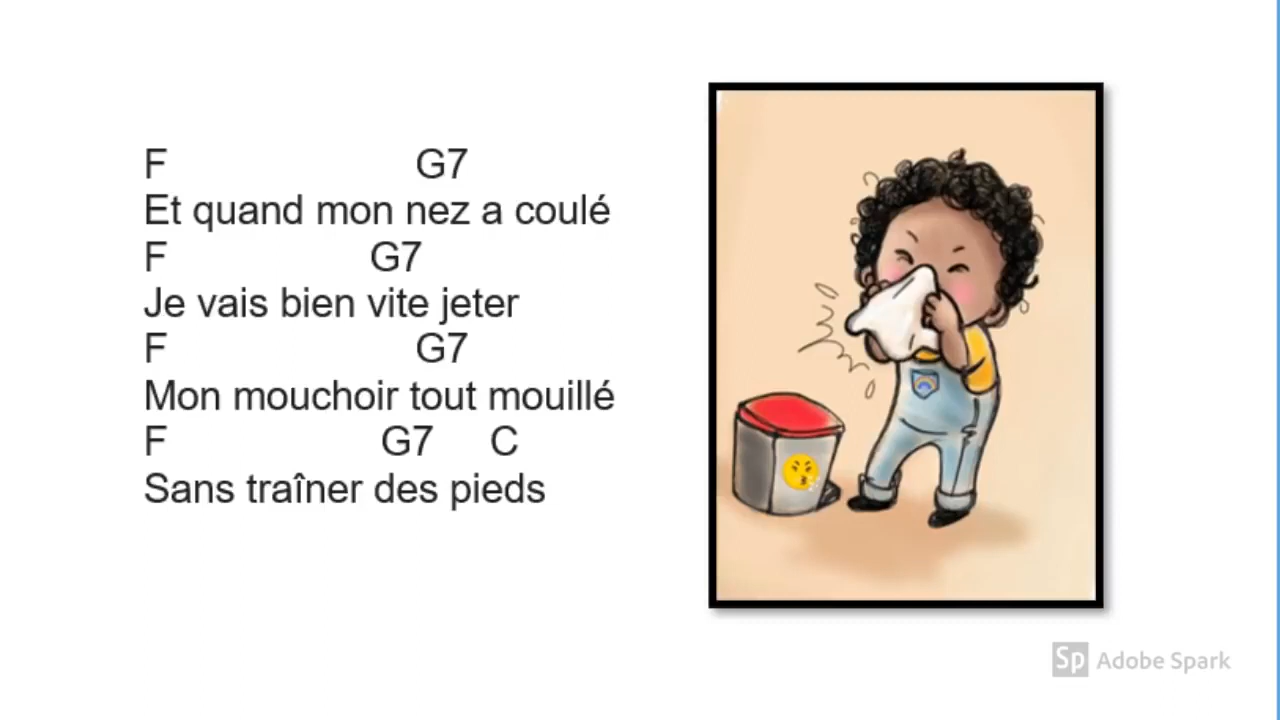 F G7
Et quand mon nez a coulé
F G7
Je vais bien vite jeter
F G7
Mon mouchoir tout mouillé
F G7 C
Sans traîner des pieds
Sp Adobe Spark